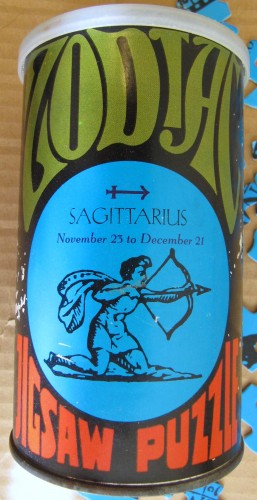 ZODIAC
SAGITTARIUS
November 23 to December 21
JIGSAW PUZZLE